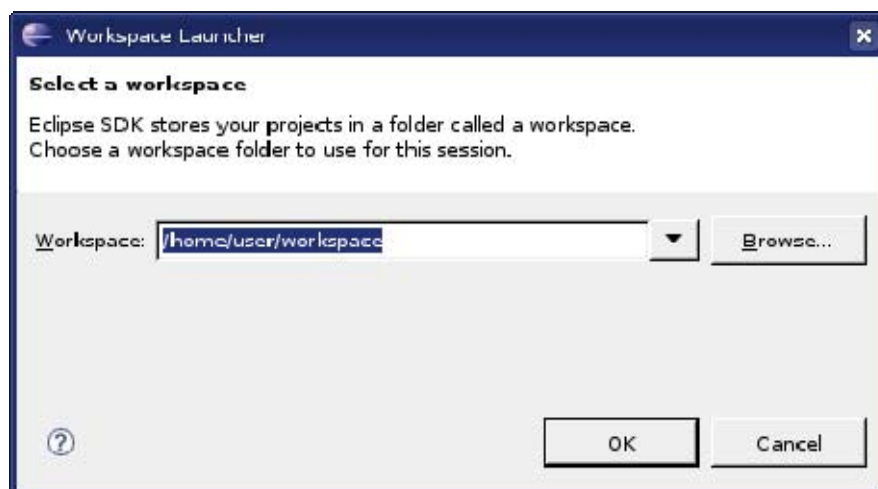 Workspace Launcher
Select a workspace
Eclipse SDK stores your projects in a folder called a workspace.
Choose a workspace folder to use for this session.
Workspace: /home/user/workspace Browse...
? OK Cancel